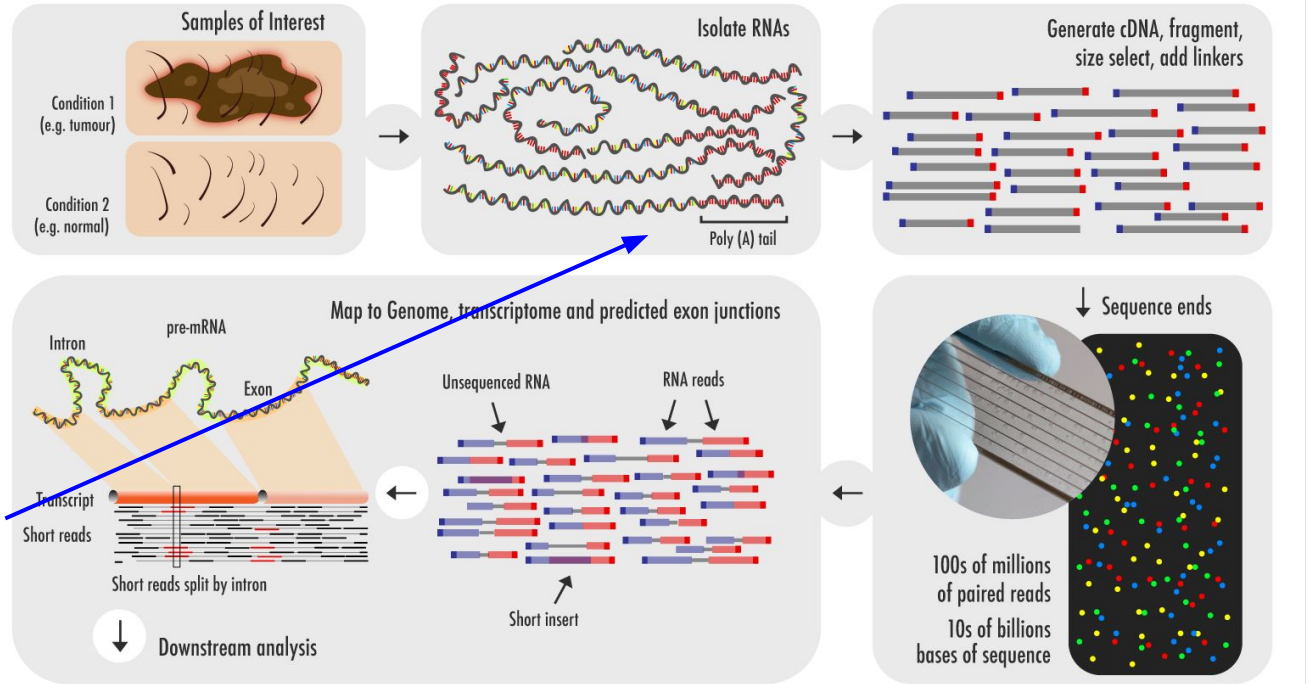 Samples of Interest
Condition 1
(e.g. tumour)
Condition 2
(e.g. normal)
Isolate RNAs
Poly (A) tail
Generate cDNA, fragment,
size select, add linkers
Sequence ends
100s of millions
of paired reads
10s of billions
bases of sequence
Map to Genome, transcriptome and predicted exon junctions
Unsequenced RNA
RNA reads
Short insert
pre-mRNA
Intron
Exon
Transcript
Short reads
Short reads split by intron
Downstream analysis